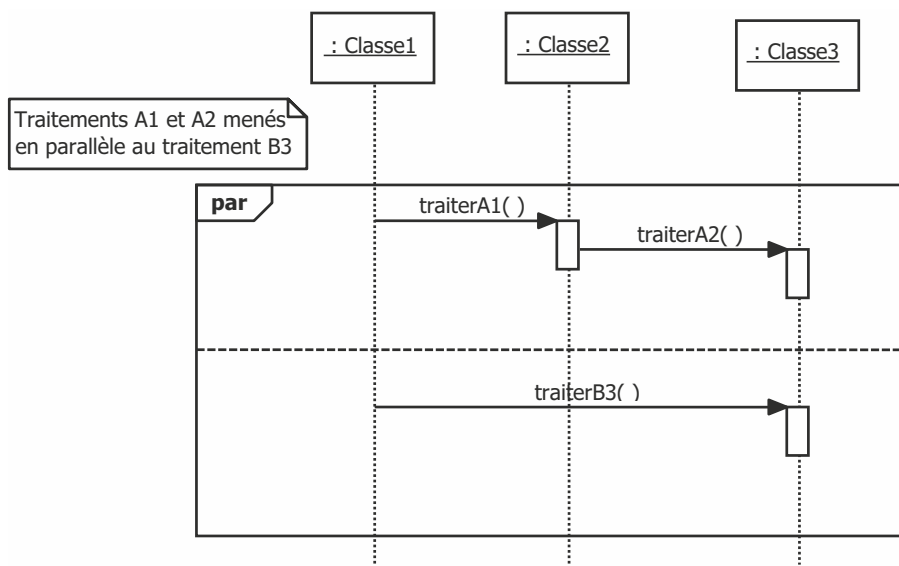 : Classe1
: Classe2
: Classe3
Traitements A1 et A2 menés
en parallèle au traitement B3
par
traiterA1( )
traiterA2( )
traiterB3( )